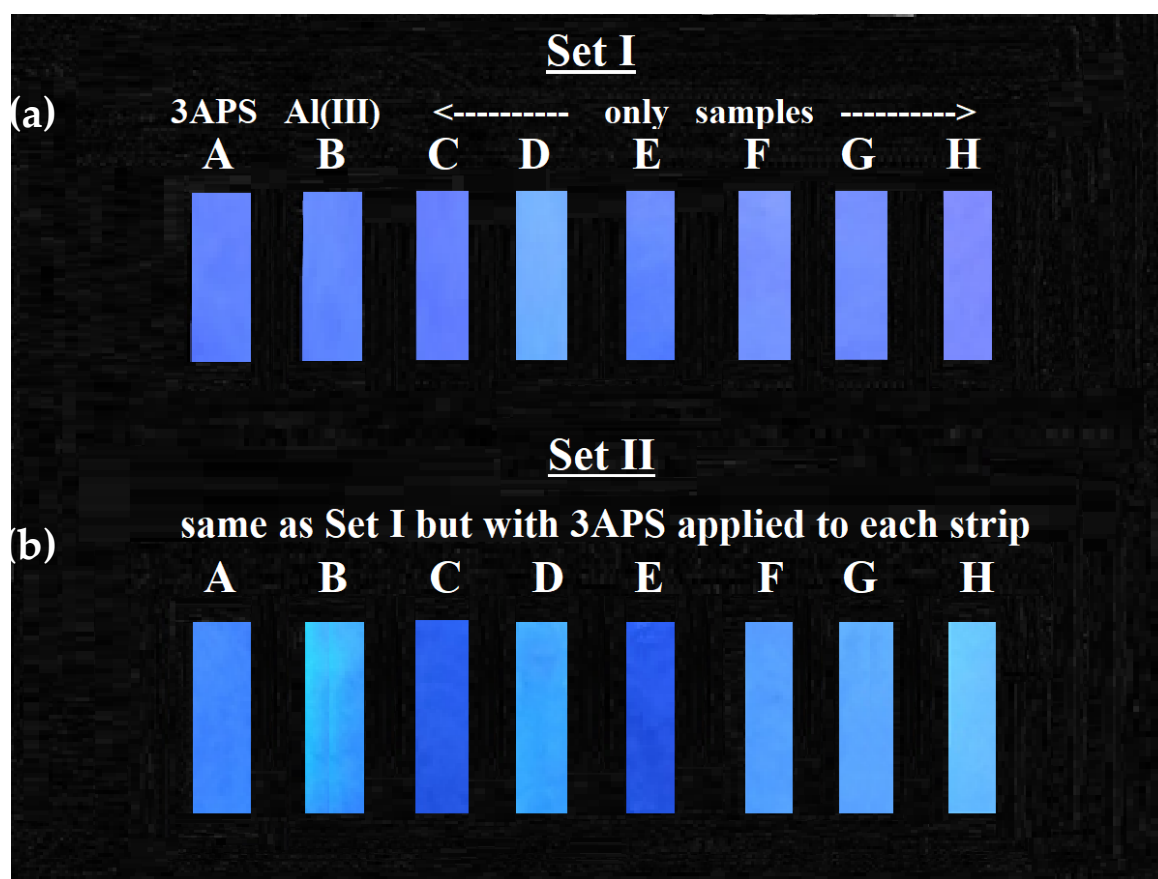 Set I
(a)
3APS Al(III) <---------- only samples ---------->
A B C D E F G H
Set II
(b)
same as Set I but with 3APS applied to each strip
A B C D E F G H